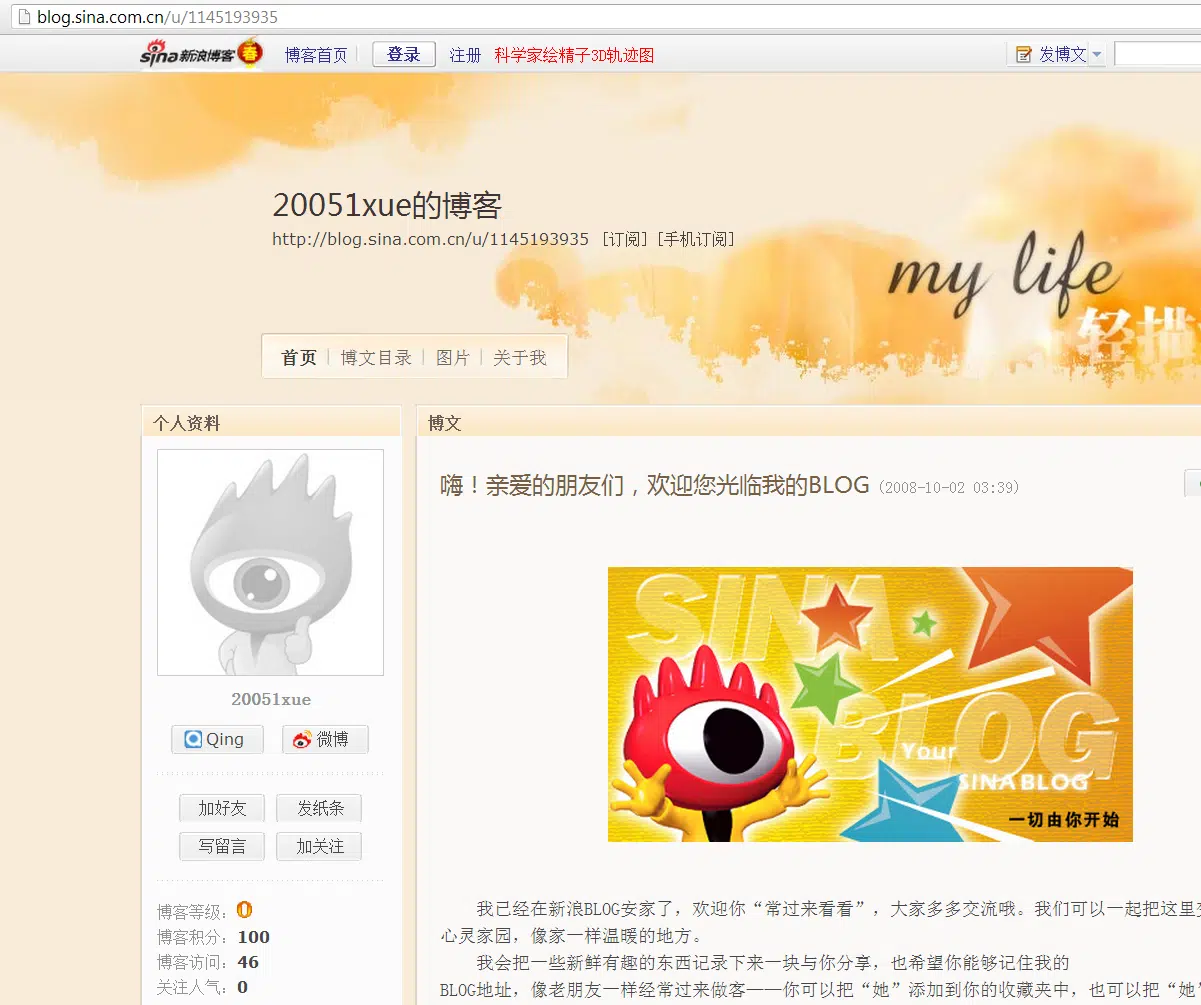 blog.sina.com.cn/u/1145193935
sina新浪博客 春 博客首页 登录 注册 科学家绘精子3D轨迹图 发博文
20051xue的博客
http://blog.sina.com.cn/u/1145193935 [订阅] [手机订阅]
my life
轻描
首页 博文目录 图片 关于我
个人资料
博文
嗨！亲爱的朋友们，欢迎您光临我的BLOG (2008-10-02 03:39)
SINA
BLOG
Your
SINA BLOG
一切由你开始
20051xue
Qing 微博
加好友 发纸条
写留言 加关注
博客等级：0
博客积分：100
博客访问：46
关注人气：0
我已经在新浪BLOG安家了，欢迎你“常过来看看”，大家多多交流哦。我们可以一起把这里
心灵家园，像家一样温暖的地方。
我会把一些新鲜有趣的东西记录下来一块与你分享，也希望你能够记住我的
BLOG地址，像老朋友一样经常过来做客——你可以把“她”添加到你的收藏夹中，也可以把“她”